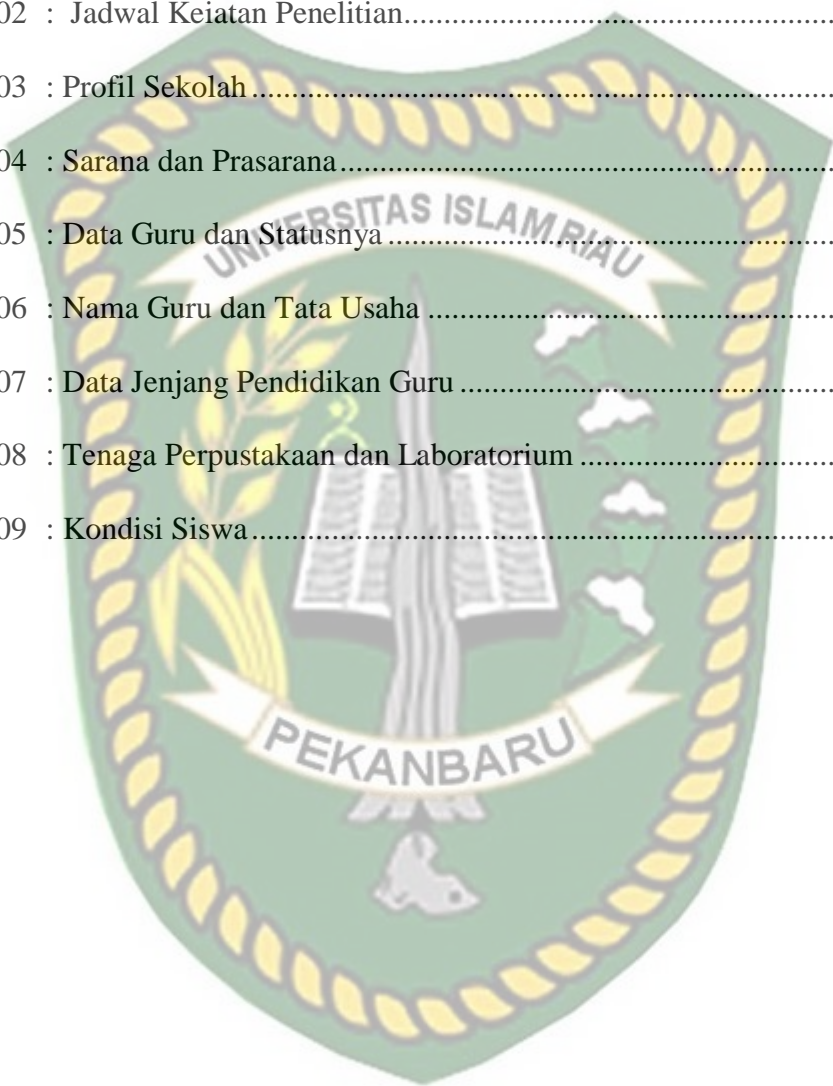 02 : Jadwal Keiatan Penelitian..........................................................
03 : Profil Sekolah..........................................................................
04 : Sarana dan Prasarana..............................................................
UNIVERSITAS ISLAM RIAU
05 : Data Guru dan Statusnya........................................................
06 : Nama Guru dan Tata Usaha...................................................
07 : Data Jenjang Pendidikan Guru...............................................
08 : Tenaga Perpustakaan dan Laboratorium................................
09 : Kondisi Siswa..........................................................................
PEKANBARU